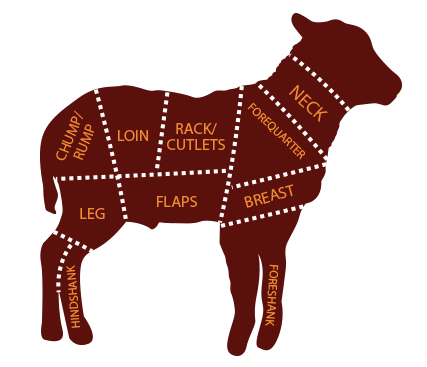 NECK
FOREQUARTER
RACK/
CUTLETS
LOIN
CHUMP/
RUMP
LEG
FLAPS
BREAST
HINDSHANK
FORESHANK